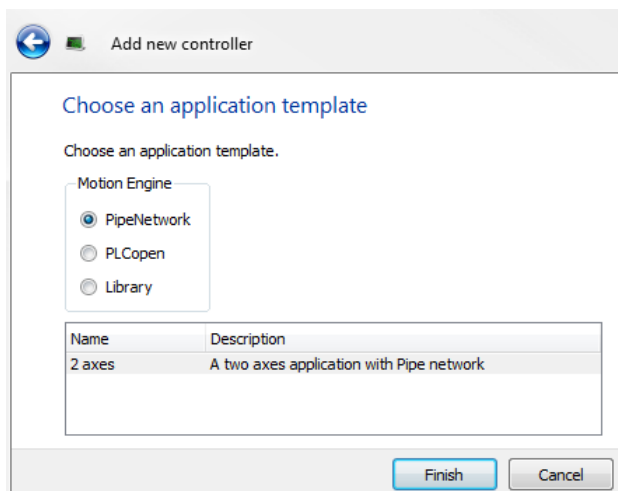 Add new controller
Choose an application template
Choose an application template.
Motion Engine
PipeNetwork
PLCopen
Library
Name Description
2 axes A two axes application with Pipe network
Finish Cancel